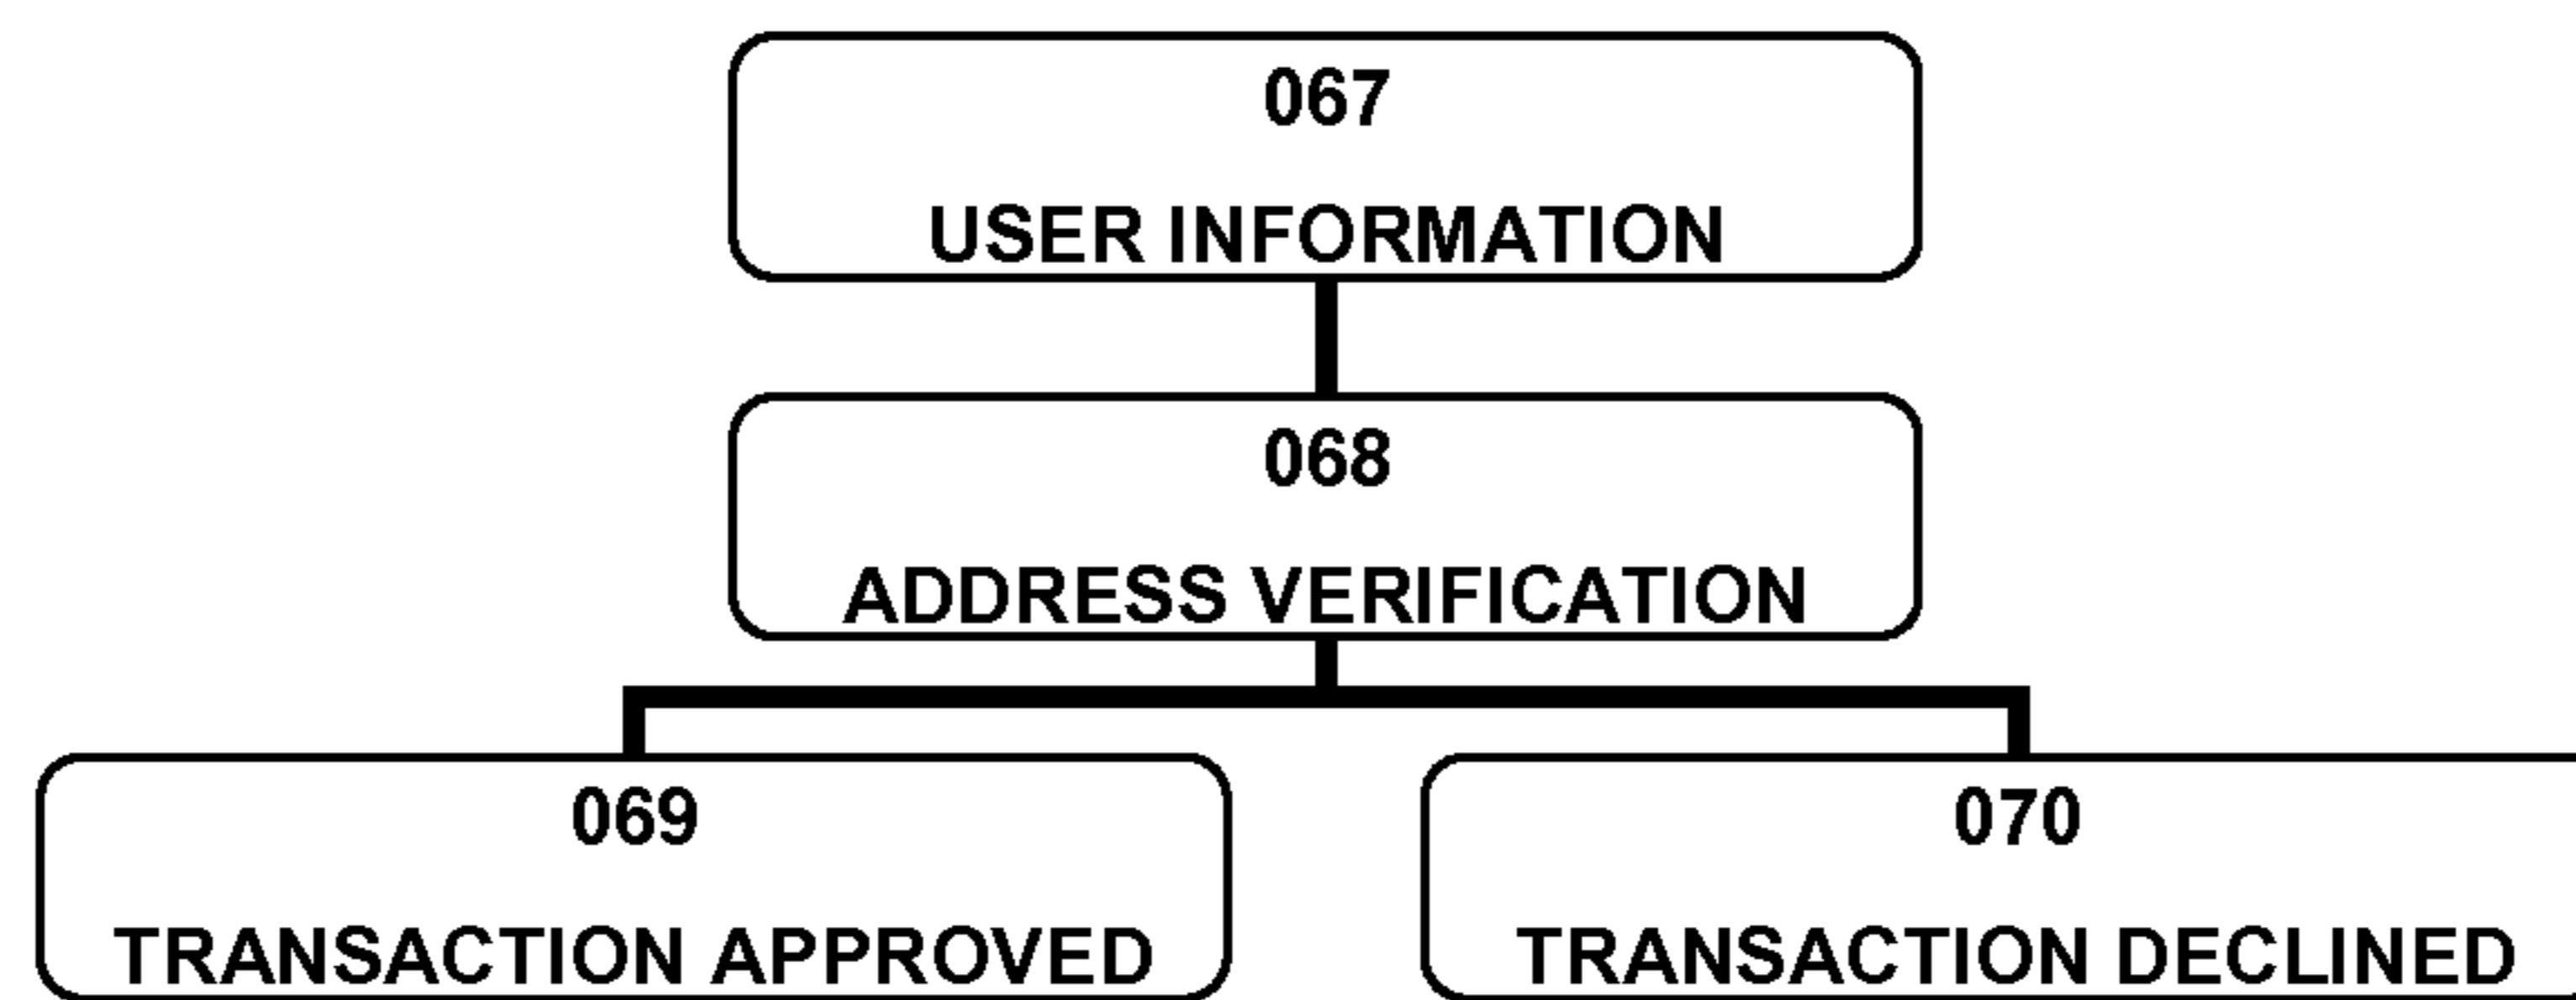 067
USER INFORMATION
068
ADDRESS VERIFICATION
069
TRANSACTION APPROVED
070
TRANSACTION DECLINED